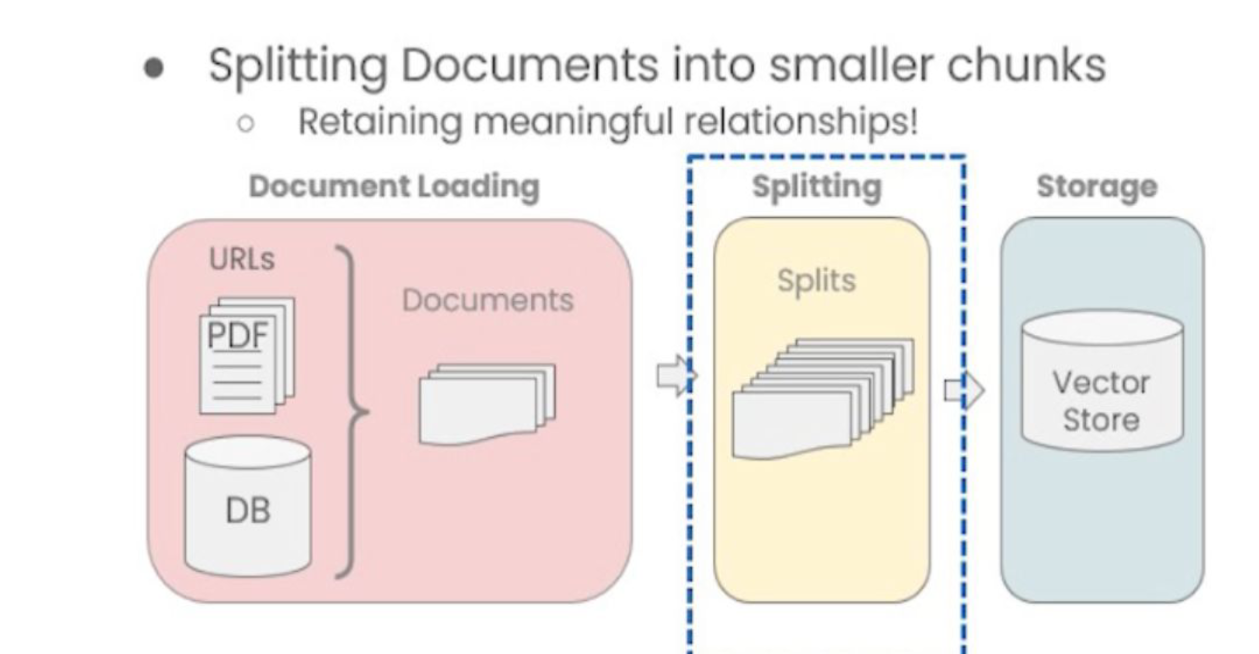 ● Splitting Documents into smaller chunks
○ Retaining meaningful relationships!
Document Loading
Splitting
Storage
URLs
PDF
DB
Documents
Splits
Vector
Store